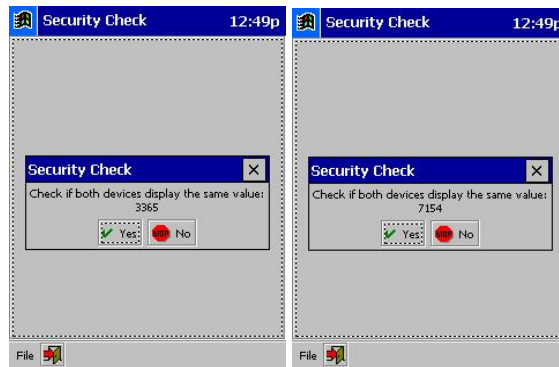 Security Check 12:49p
Security Check
Check if both devices display the same value:
3365
Yes STOP No
File
Security Check 12:49p
Security Check
Check if both devices display the same value:
7154
Yes STOP No
File